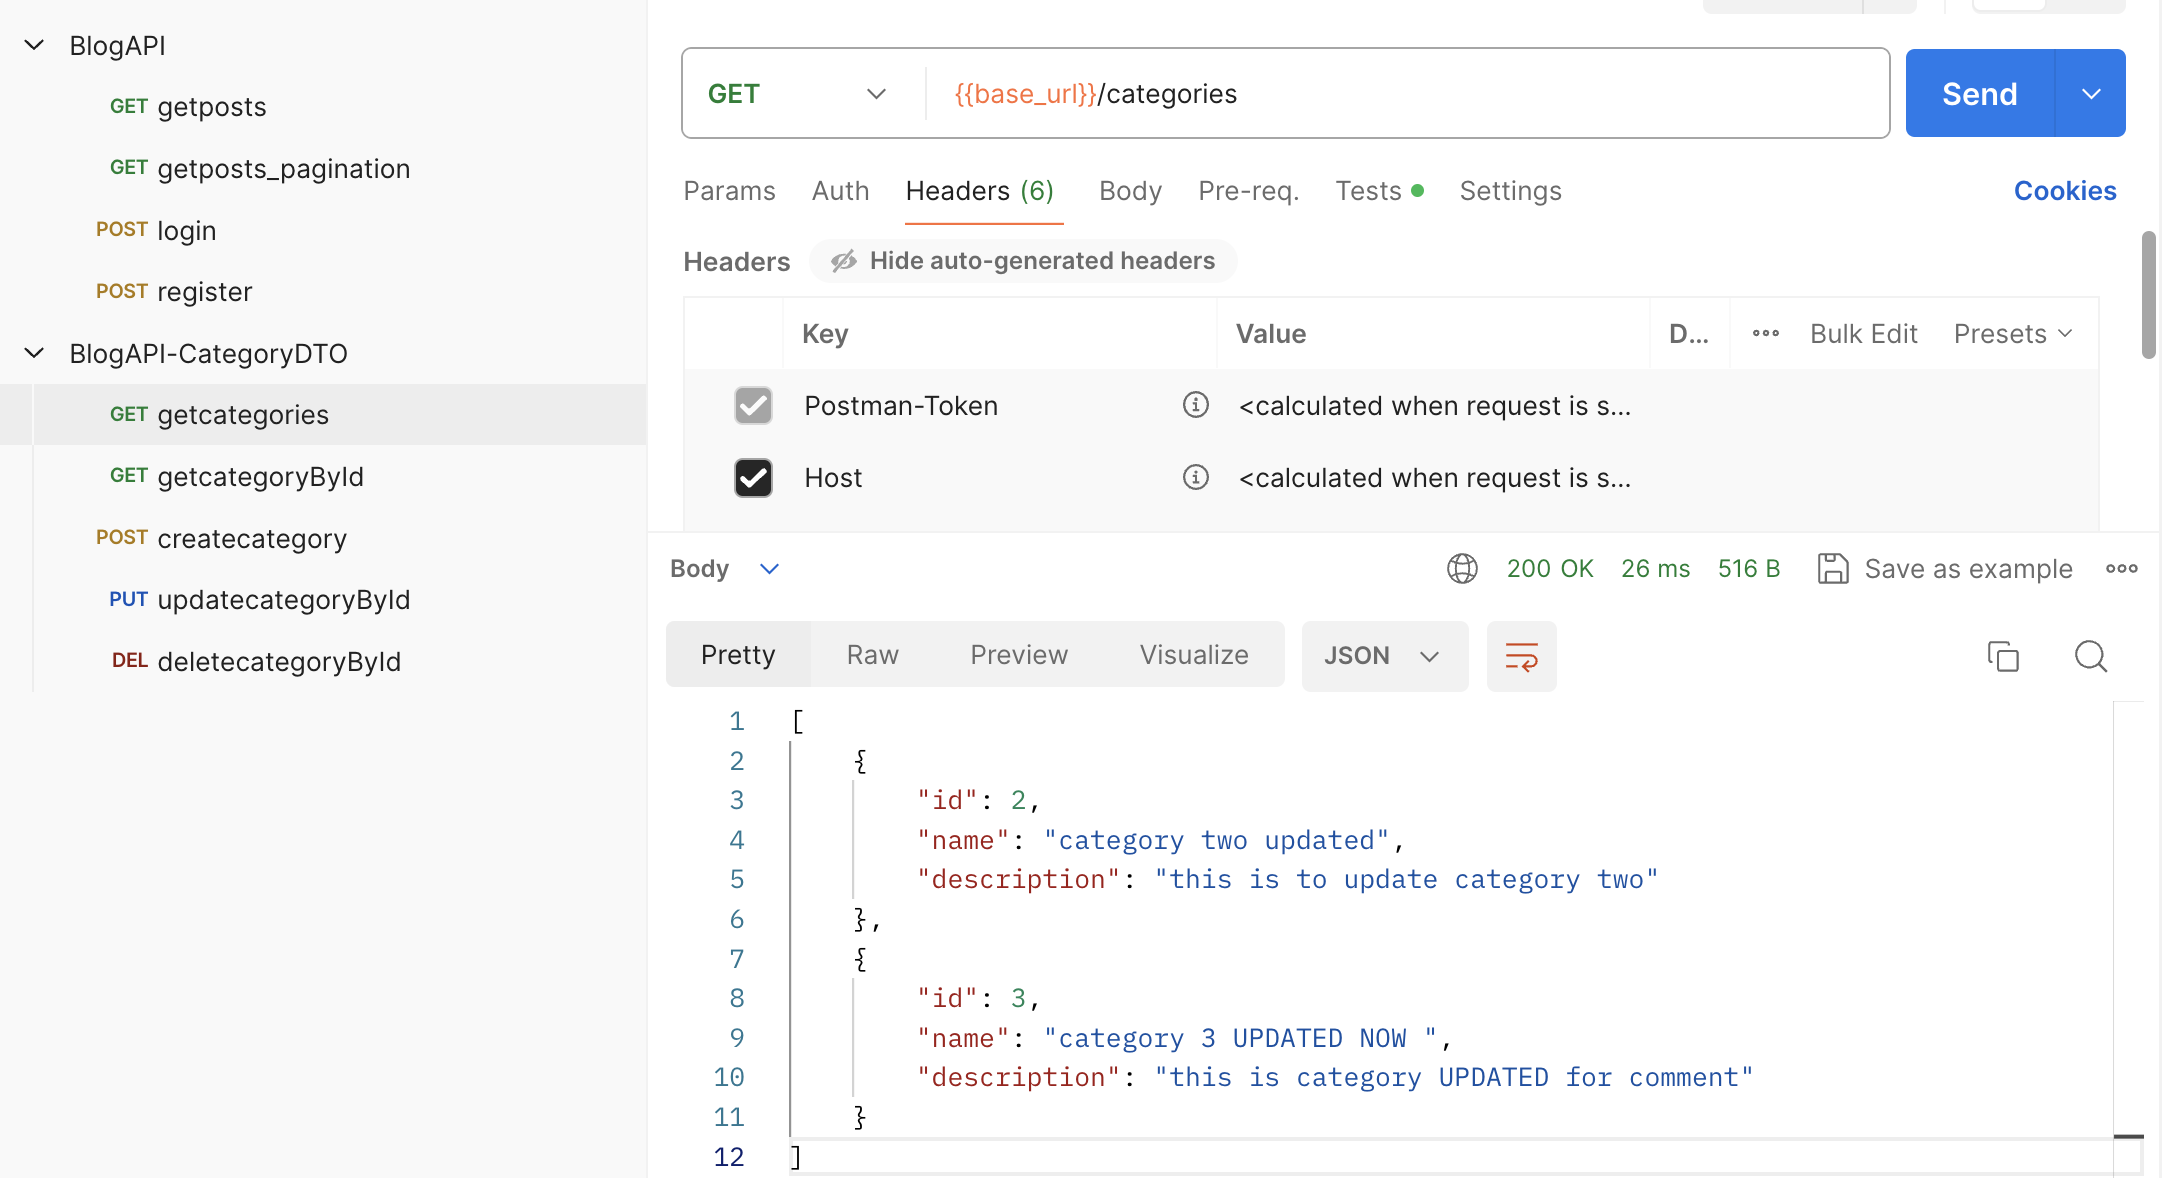 BlogAPI
GET getposts
GET getposts_pagination
POST login
POST register
BlogAPI-CategoryDTO
GET getcategories
GET getcategoryById
POST createcategory
PUT updatecategoryById
DEL deletecategoryById
GET {{base_url}}/categories Send
Params Auth Headers (6) Body Pre-req. Tests Settings Cookies
Headers Hide auto-generated headers
Key Value D... Bulk Edit Presets
Postman-Token <calculated when request is s...
Host <calculated when request is s...
Body 200 OK 26 ms 516 B Save as example
Pretty Raw Preview Visualize JSON
1 [
2 {
3 "id": 2,
4 "name": "category two updated",
5 "description": "this is to update category two"
6 },
7 {
8 "id": 3,
9 "name": "category 3 UPDATED NOW ",
10 "description": "this is category UPDATED for comment"
11 }
12 ]